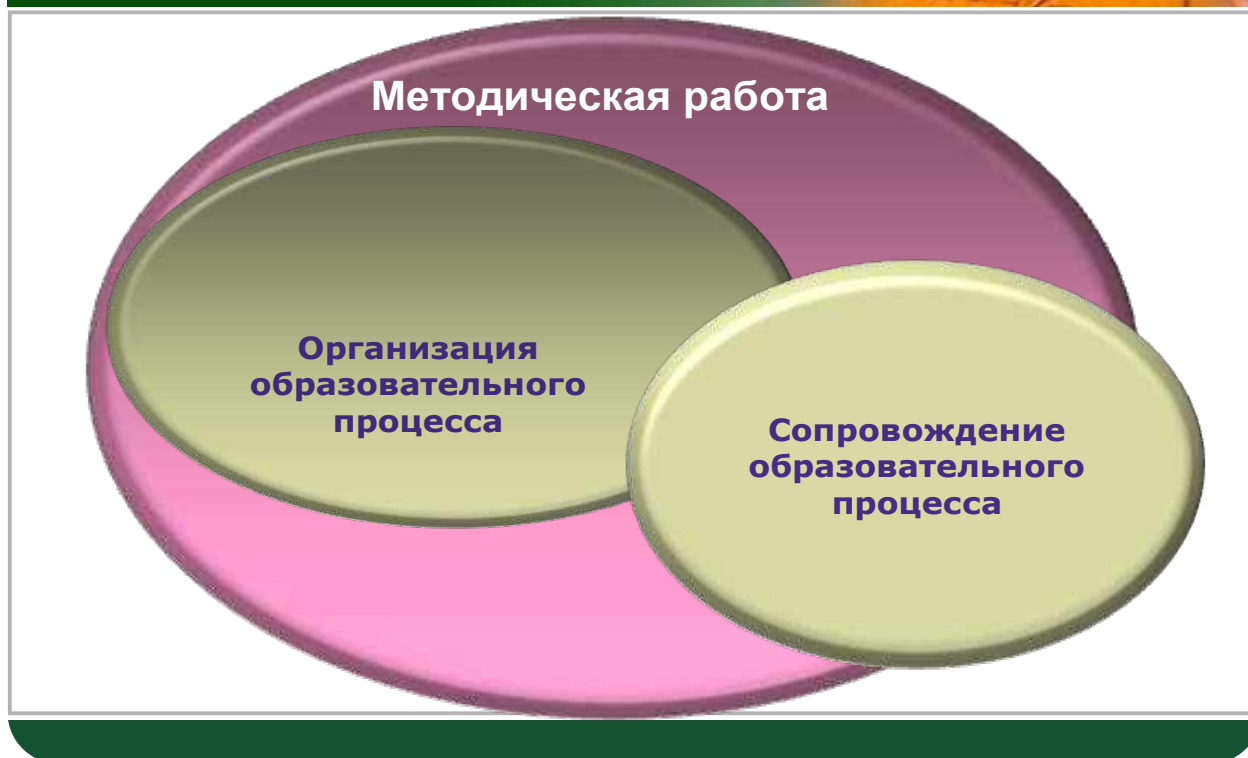 Методическая работа
Организация
образовательного
процесса
Сопровождение
образовательного
процесса